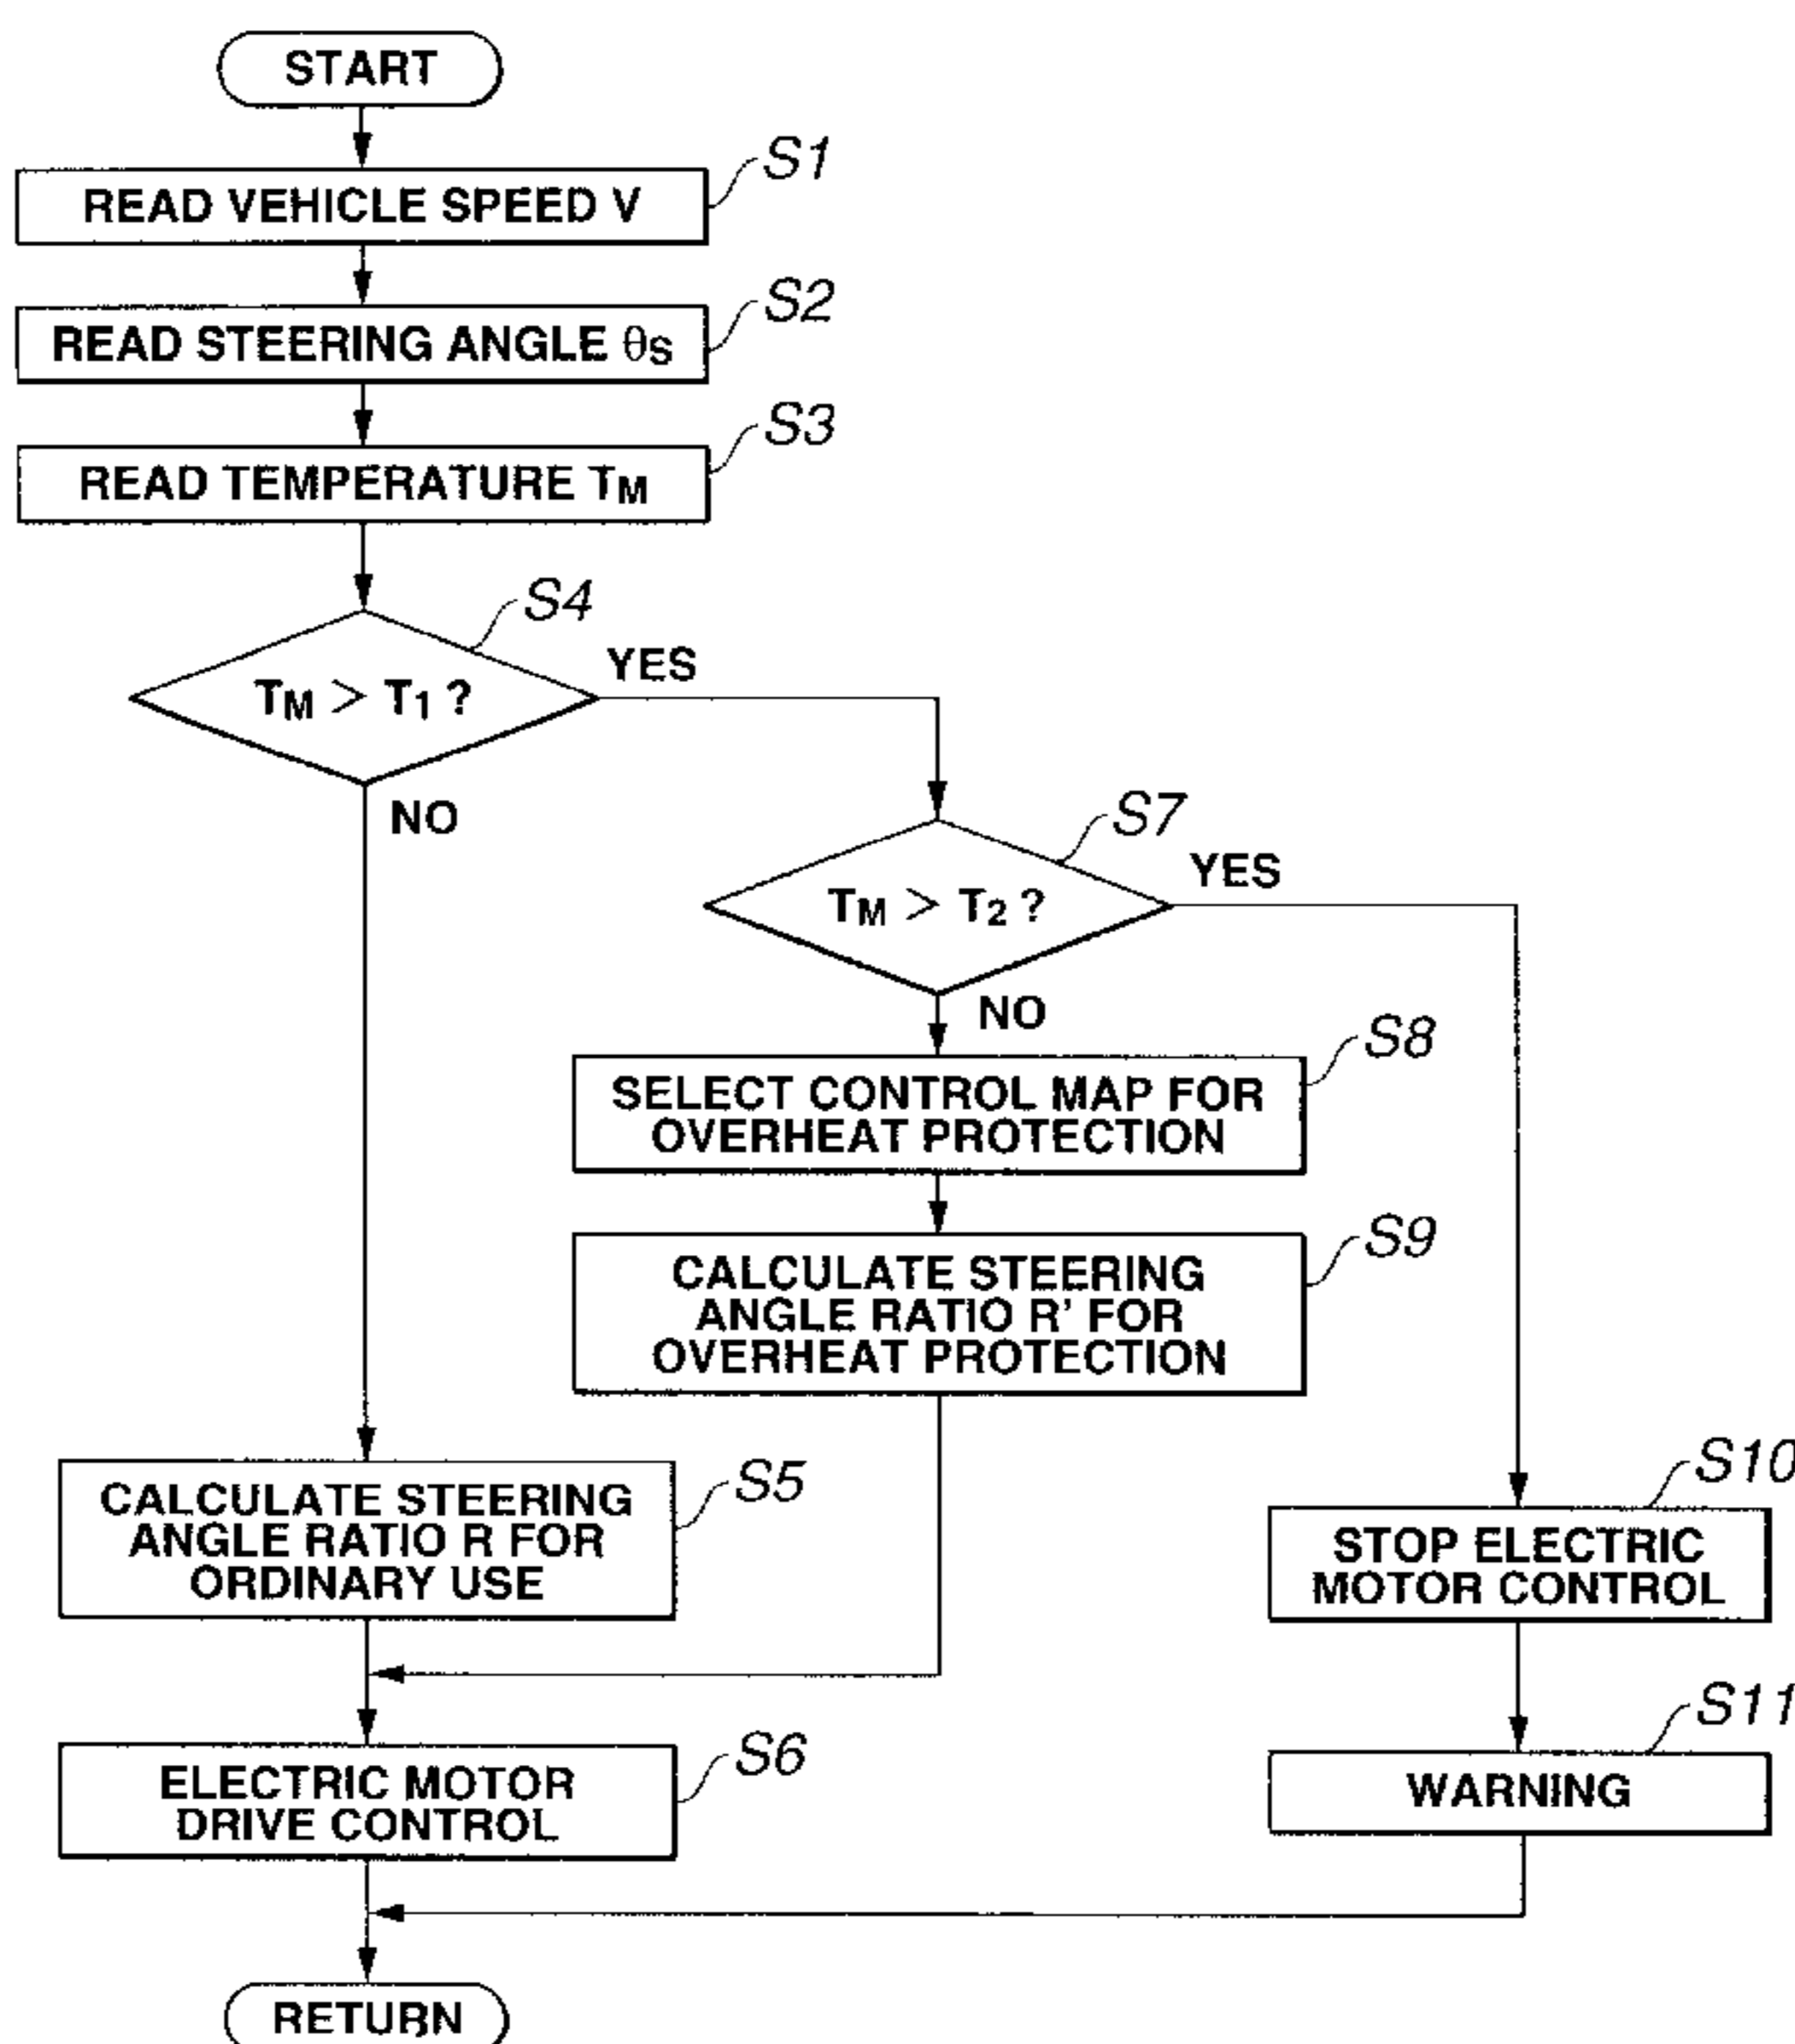 START
S1
READ VEHICLE SPEED V
S2
READ STEERING ANGLE θS
S3
READ TEMPERATURE TM
S4
TM > T1 ?
YES
NO
S7
TM > T2 ?
YES
NO
S8
SELECT CONTROL MAP FOR
OVERHEAT PROTECTION
S9
CALCULATE STEERING
ANGLE RATIO R' FOR
OVERHEAT PROTECTION
S5
CALCULATE STEERING
ANGLE RATIO R FOR
ORDINARY USE
S10
STOP ELECTRIC
MOTOR CONTROL
S6
ELECTRIC MOTOR
DRIVE CONTROL
S11
WARNING
RETURN